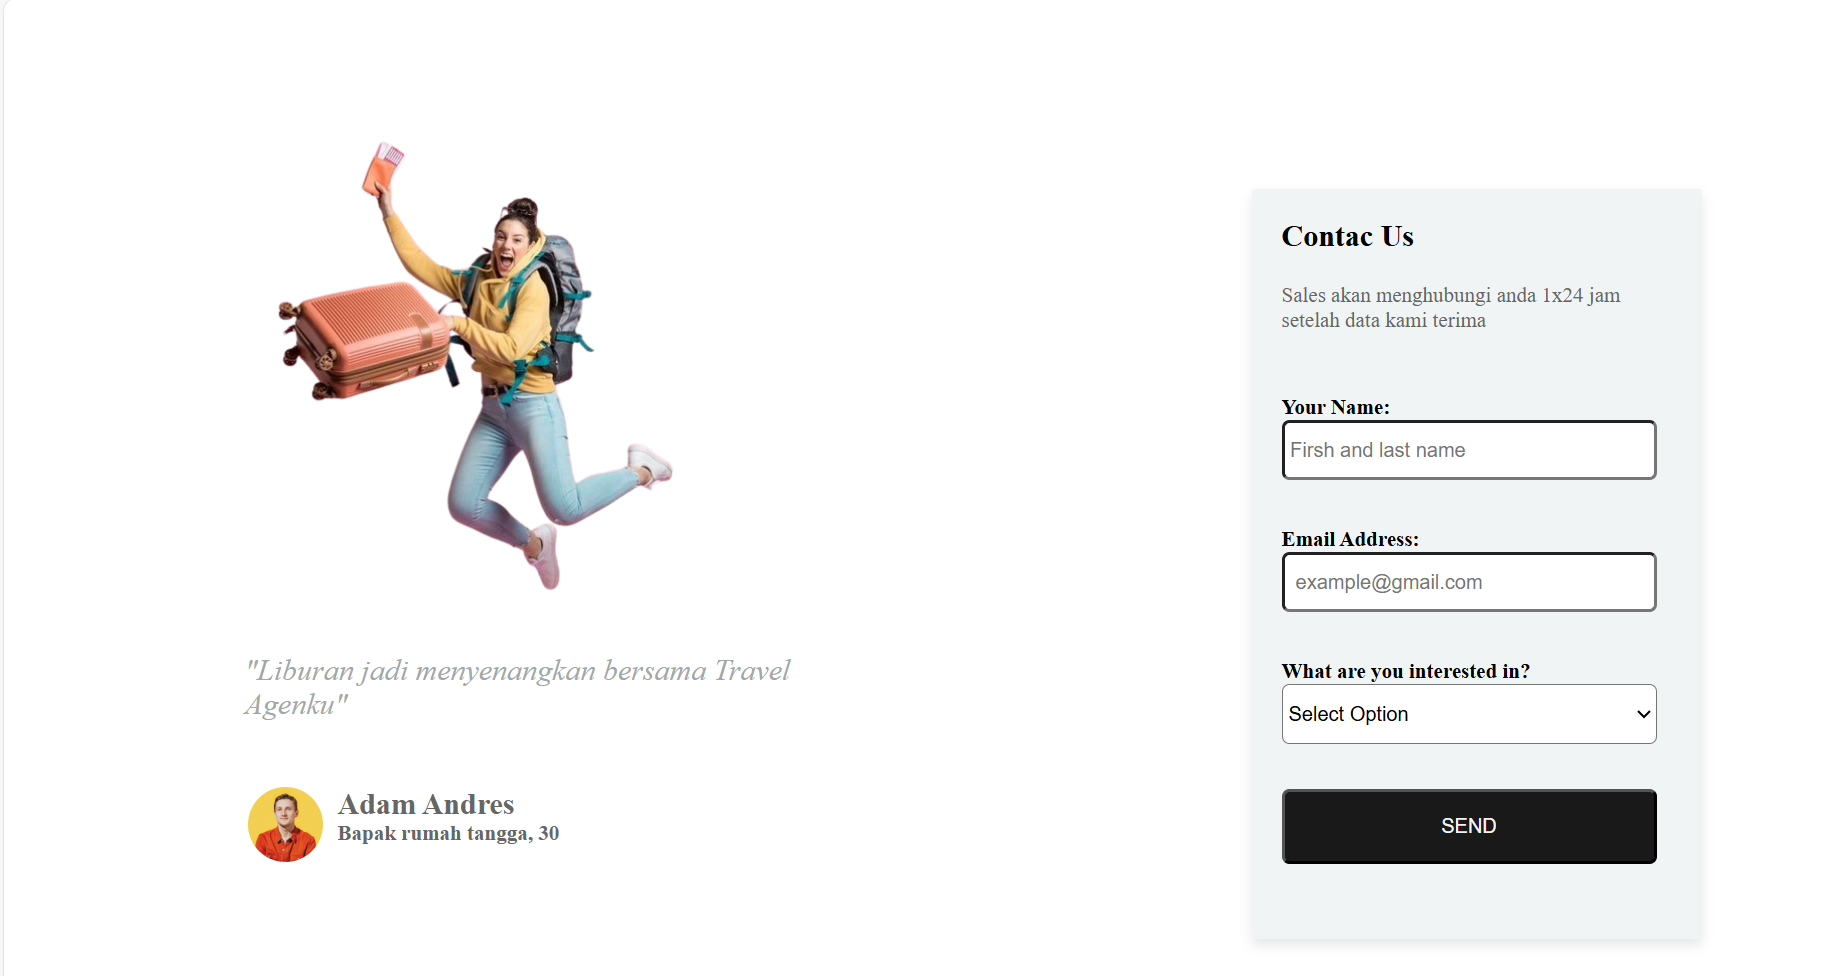 "Liburan jadi menyenangkan bersama Travel
Agenku"
Adam Andres
Bapak rumah tangga, 30
Contac Us
Sales akan menghubungi anda 1x24 jam
setelah data kami terima
Your Name:
Firsh and last name
Email Address:
example@gmail.com
What are you interested in?
Select Option
SEND